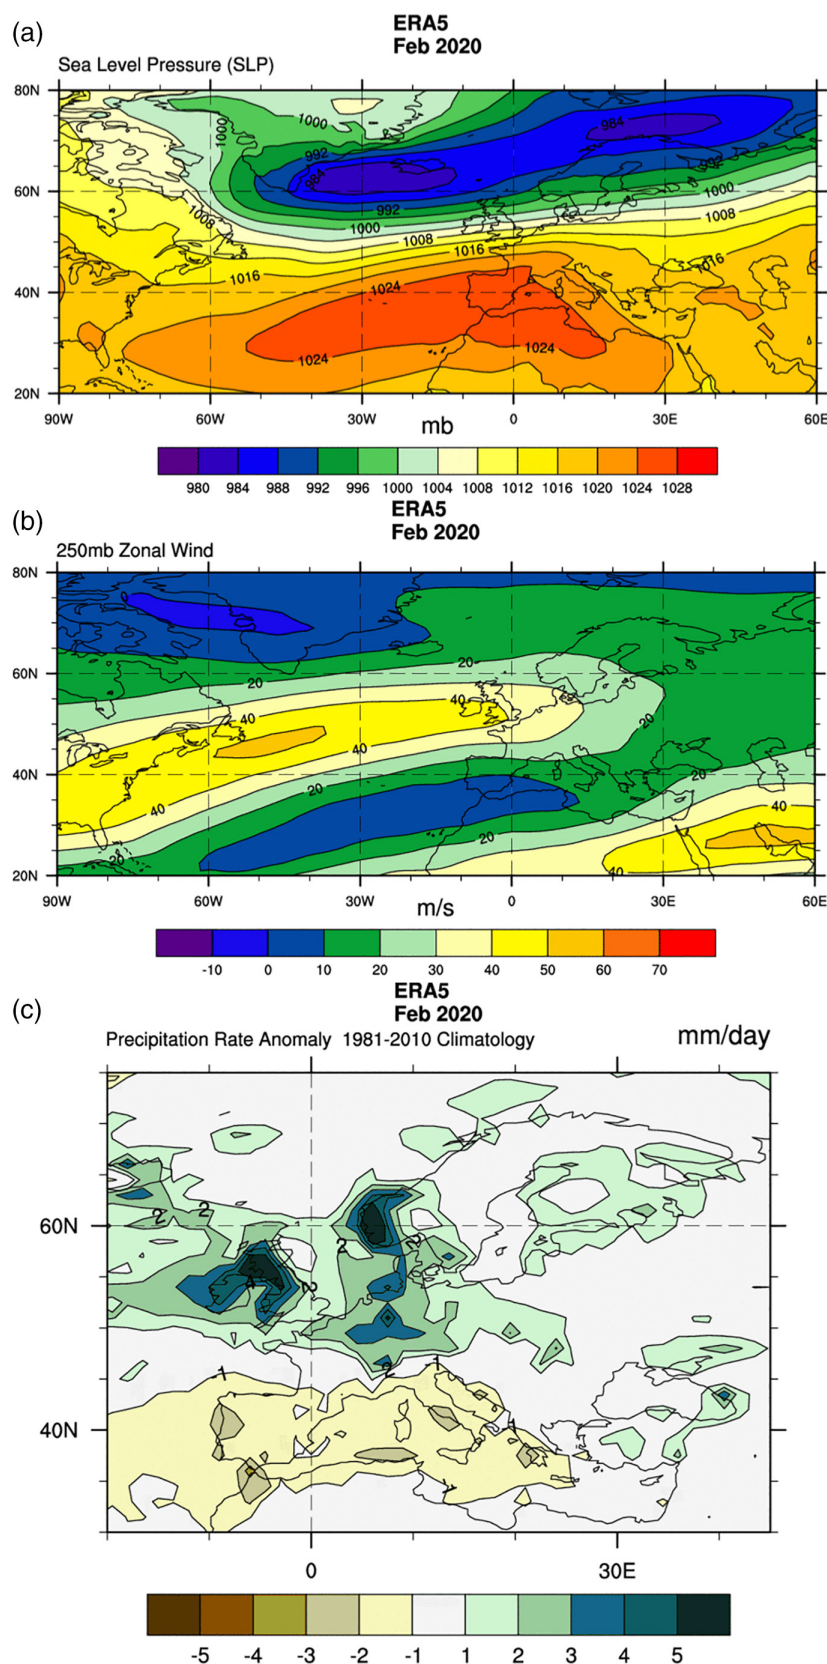 (a)
ERA5
Feb 2020
Sea Level Pressure (SLP)
80N
1000
1000
992
984
984
992
60N
1000
992
1008
1000
1008
1008
1016
1016
1016
1024
40N
1024
1024
20N
90W 60W 30W 0 30E 60E
mb
980 984 988 992 996 1000 1004 1008 1012 1016 1020 1024 1028
(b)
ERA5
Feb 2020
250mb Zonal Wind
80N
0
20
60N
20
40
40
20
40
40N
20
20
40
40
20
20
40
20N
90W 60W 30W 0 30E 60E
m/s
-10 0 10 20 30 40 50 60 70
(c)
ERA5
Feb 2020
Precipitation Rate Anomaly 1981-2010 Climatology mm/day
2
2
60N
2
2
4
2
2
-1
-1
40N
0 30E
-5 -4 -3 -2 -1 1 2 3 4 5